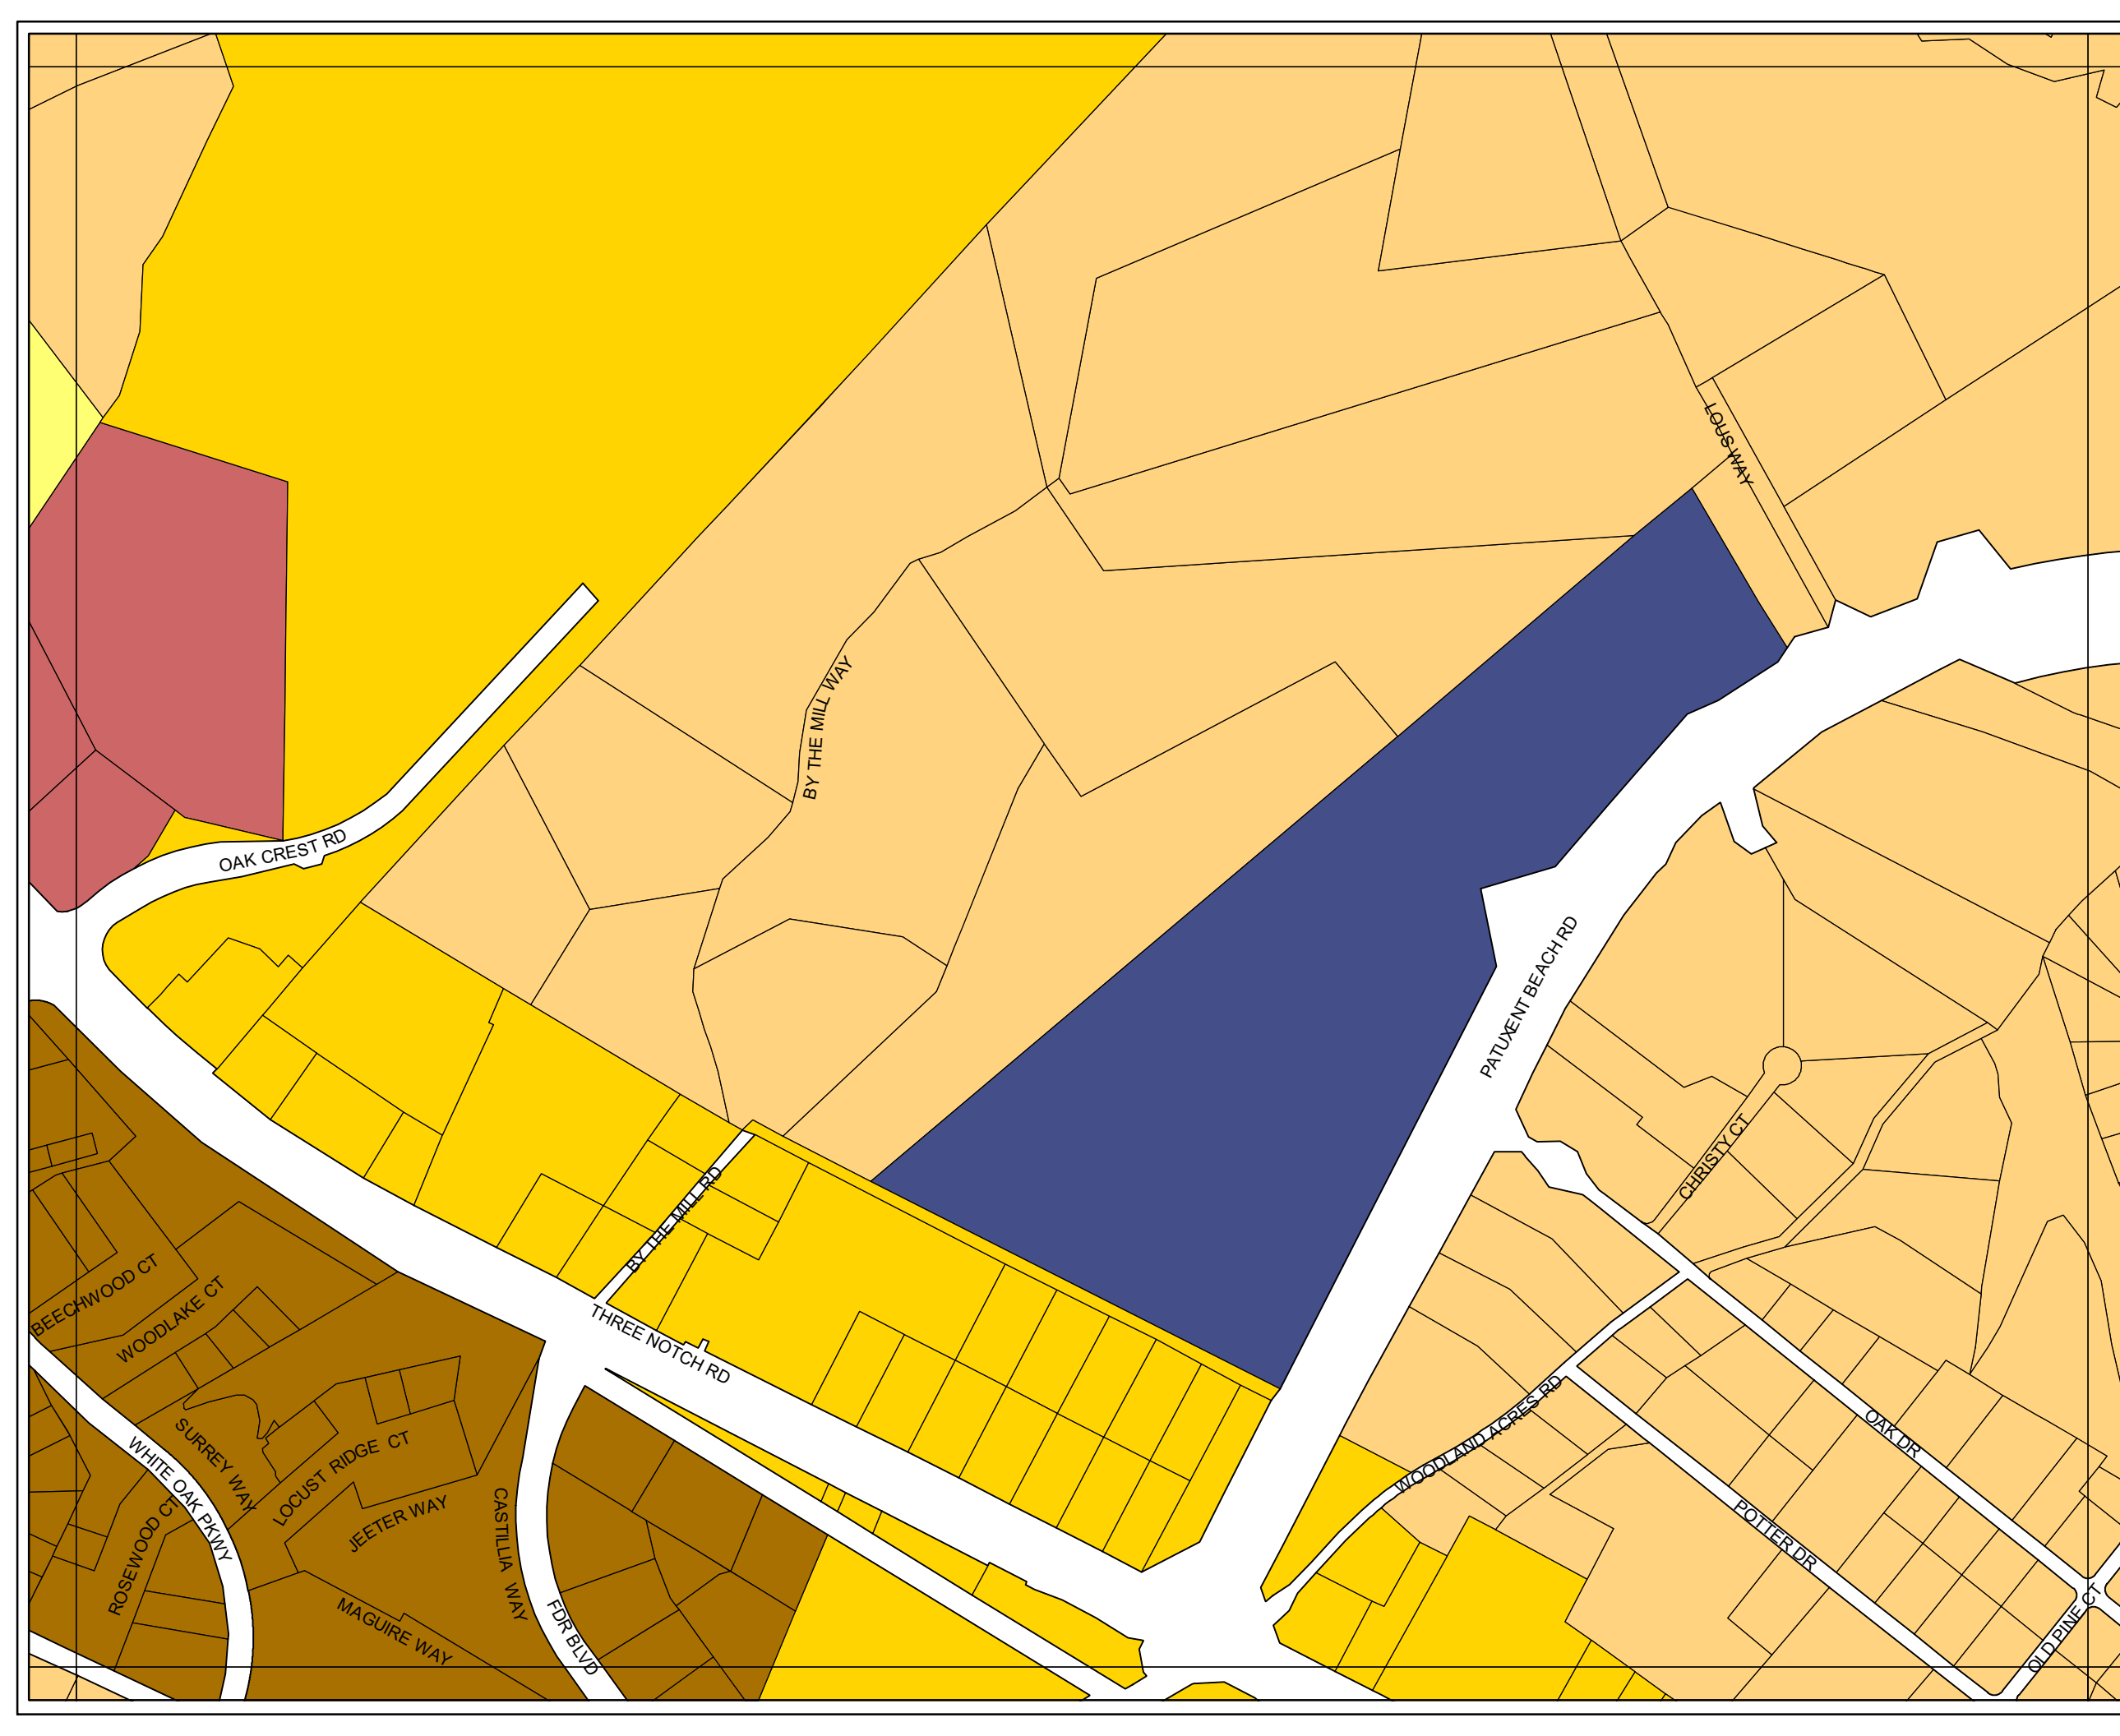 LOUS WAY
BY THE MILL WAY
OAK CREST RD
PATUXENT BEACH RD
CHRISTY CT
BY THE MILL RD
BEECHWOOD CT
WOODLAKE CT
THREE NOTCH RD
WOODLAND ACRES RD
OAK DR
SURREY WAY
LOCUST RIDGE CT
WHITE OAK PKWY
ROSEWOOD CT
JEETER WAY
CASTILLIA WAY
POTTER DR
MAGUIRE WAY
FDR BLVD
OLD PINE CT